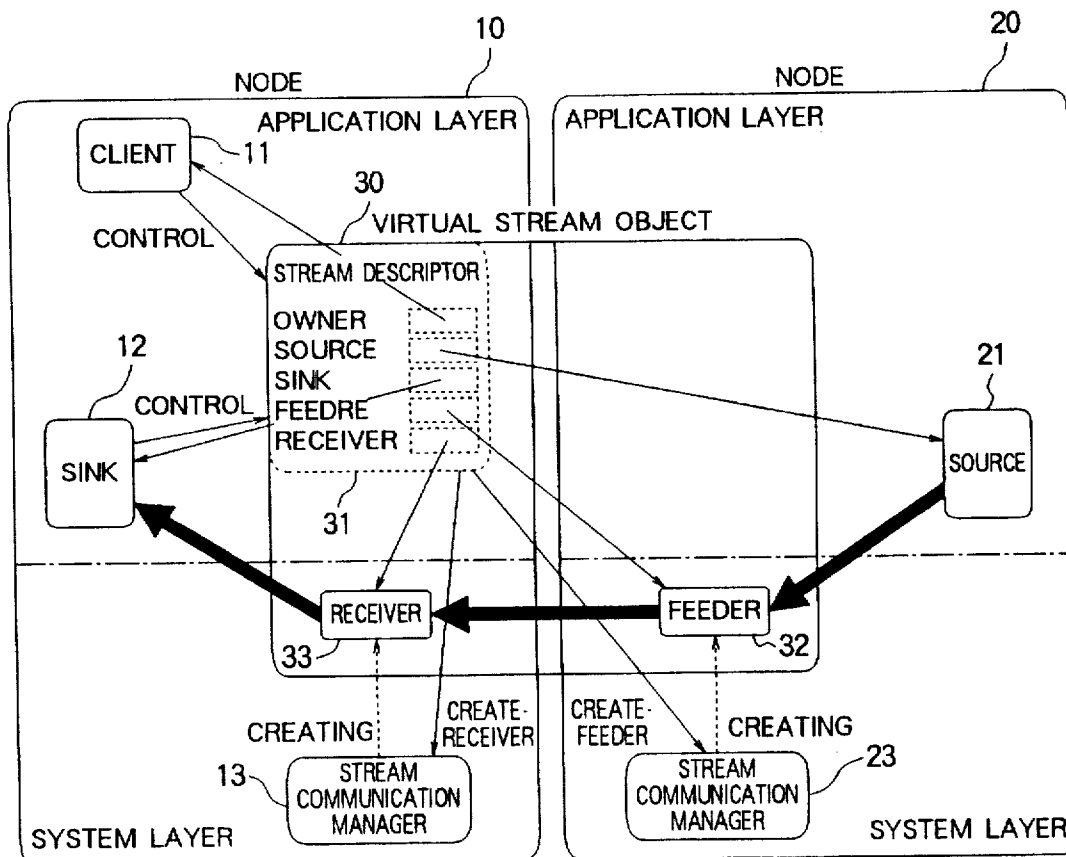 10
20
NODE
NODE
APPLICATION LAYER
APPLICATION LAYER
CLIENT
11
30
VIRTUAL STREAM OBJECT
CONTROL
STREAM DESCRIPTOR
OWNER
SOURCE
SINK
FEEDRE
RECEIVER
12
CONTROL
SINK
31
21
SOURCE
RECEIVER
33
FEEDER
32
CREATING
CREATE-
RECEIVER
CREATE-
FEEDER
CREATING
13
STREAM
COMMUNICATION
MANAGER
23
STREAM
COMMUNICATION
MANAGER
SYSTEM LAYER
SYSTEM LAYER